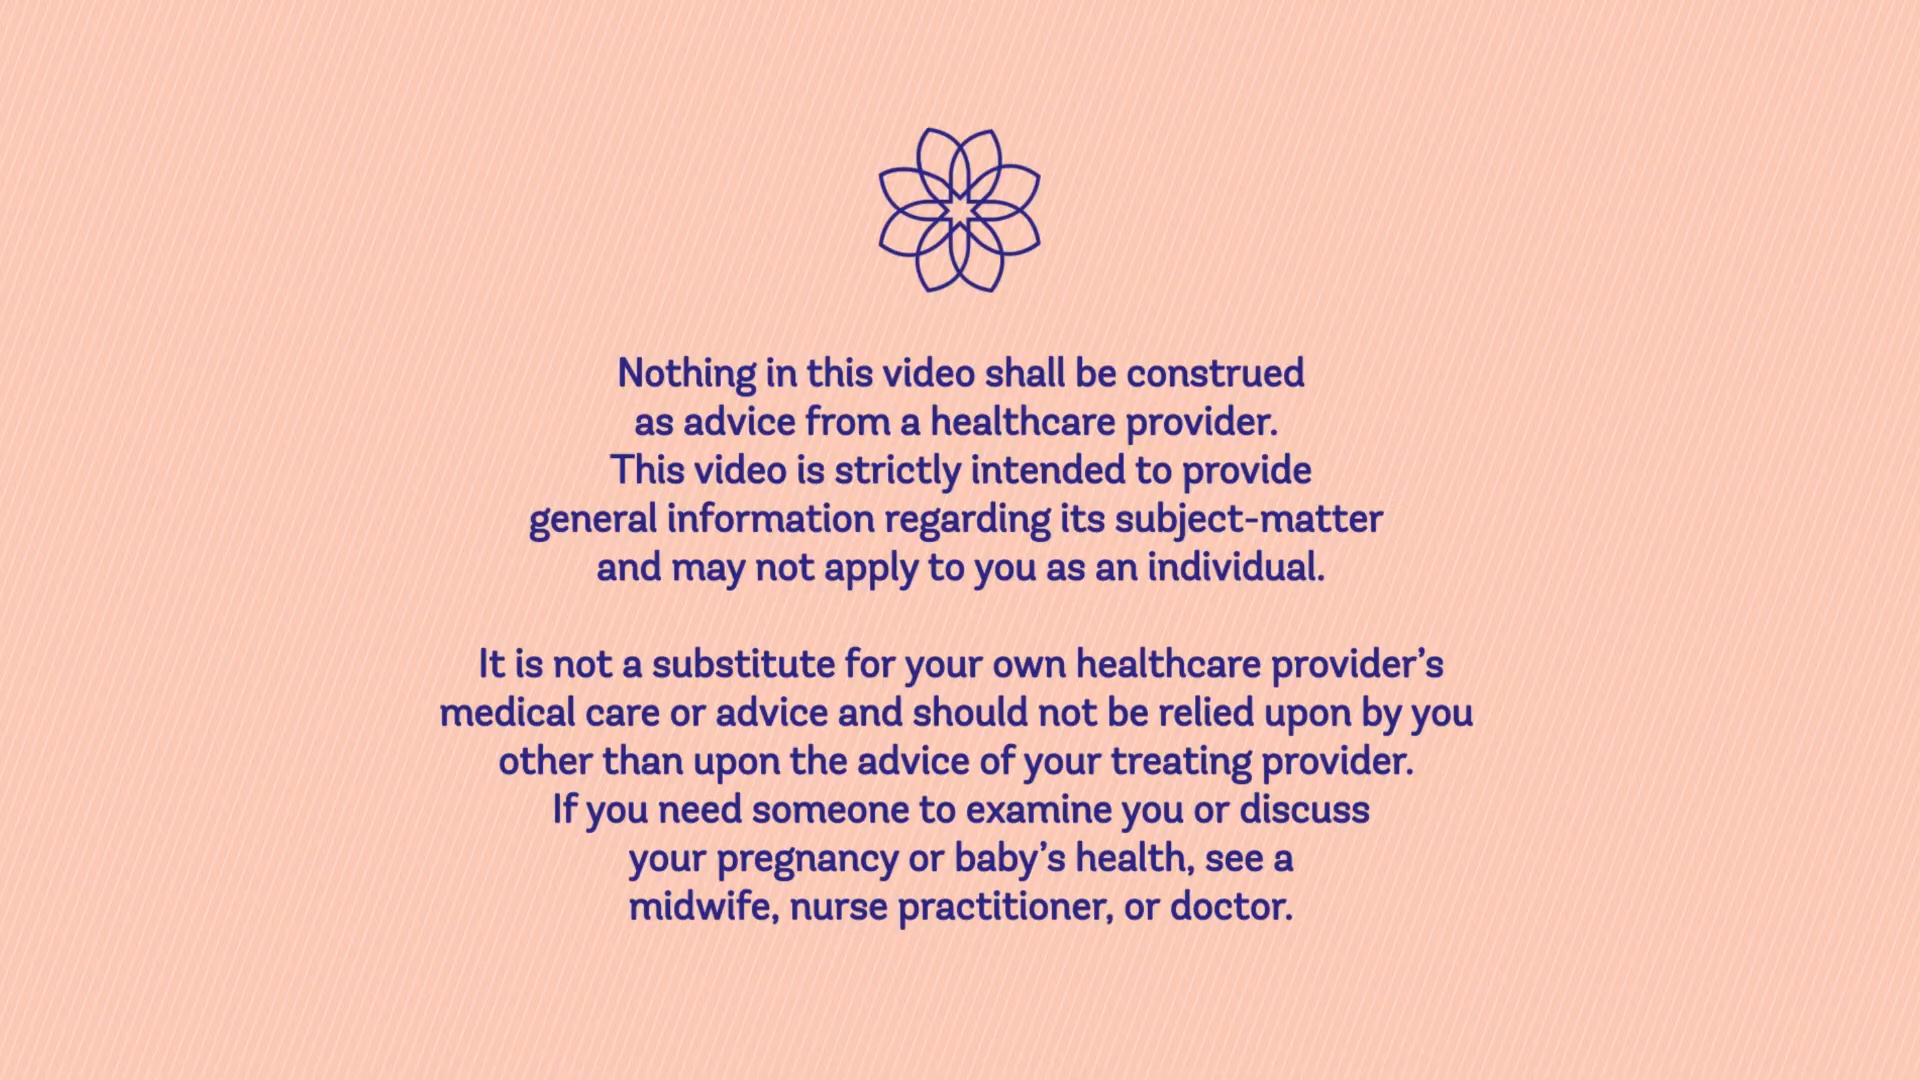 Nothing in this video shall be construed
as advice from a healthcare provider.
This video is strictly intended to provide
general information regarding its subject-matter
and may not apply to you as an individual.
It is not a substitute for your own healthcare provider’s
medical care or advice and should not be relied upon by you
other than upon the advice of your treating provider.
If you need someone to examine you or discuss
your pregnancy or baby’s health, see a
midwife, nurse practitioner, or doctor.